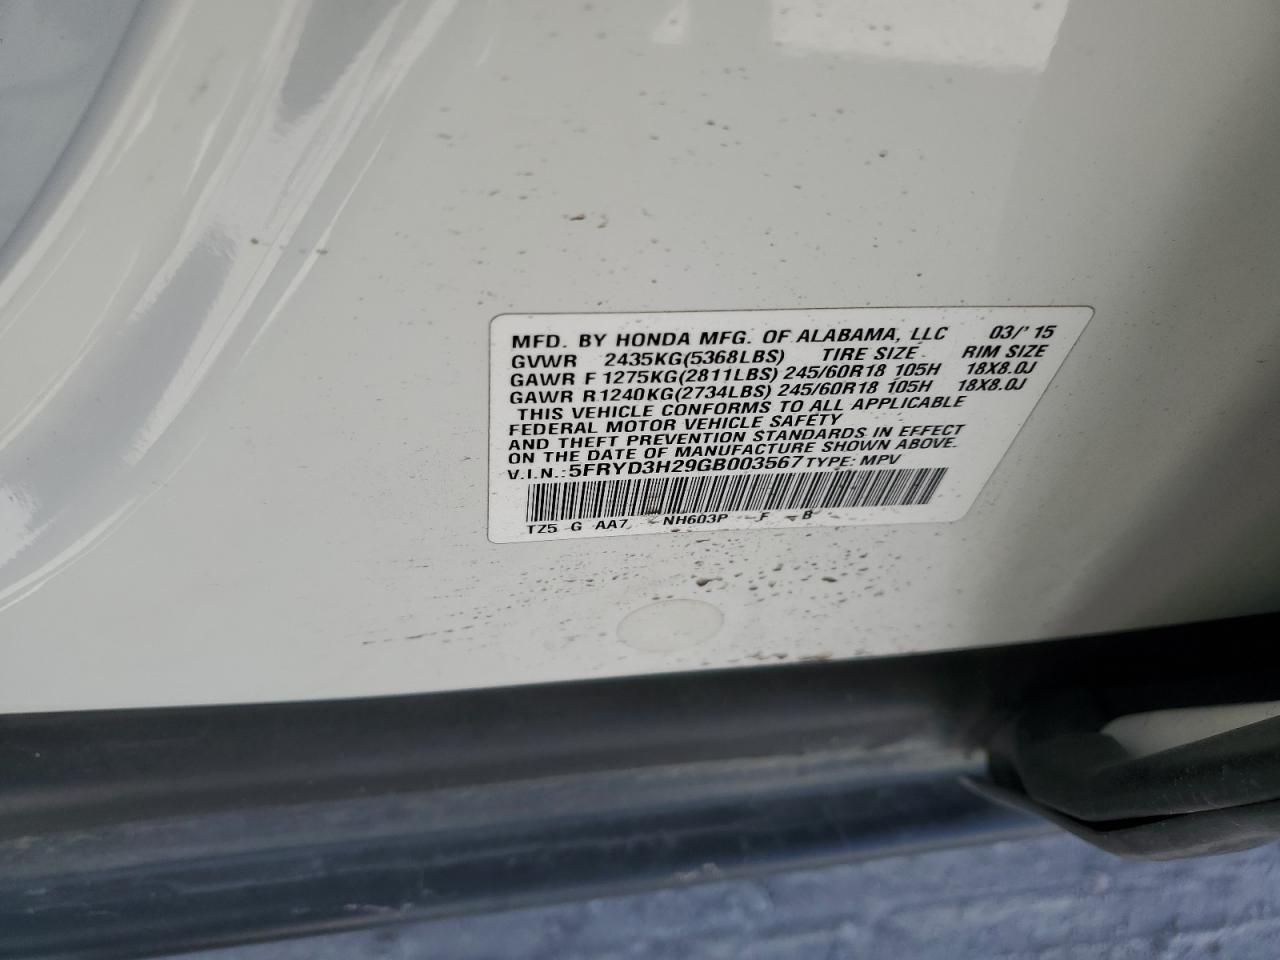 MFD. BY HONDA MFG. OF ALABAMA, LLC 03/'15
GVWR 2435KG(5368LBS) TIRE SIZE RIM SIZE
GAWR F 1275KG(2811LBS) 245/60R18 105H 18X8.0J
GAWR R 1240KG(2734LBS) 245/60R18 105H 18X8.0J
THIS VEHICLE CONFORMS TO ALL APPLICABLE
FEDERAL MOTOR VEHICLE SAFETY
AND THEFT PREVENTION STANDARDS IN EFFECT
ON THE DATE OF MANUFACTURE SHOWN ABOVE.
V.I.N.: 5FRYD3H29GB003567 TYPE: MPV
TZ5 G AA7 NH603P F B